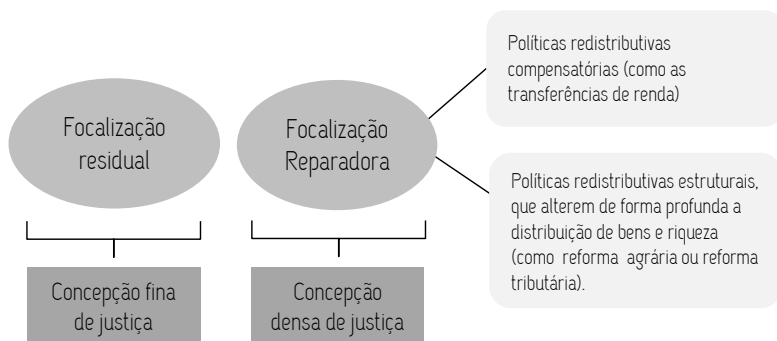 Focalização
residual
Focalização
Reparadora
Políticas redistributivas
compensatórias (como as
transferências de renda)
Políticas redistributivas estruturais,
que alterem de forma profunda a
distribuição de bens e riqueza
(como reforma agrária ou reforma
tributária).
Concepção fina
de justiça
Concepção
densa de justiça